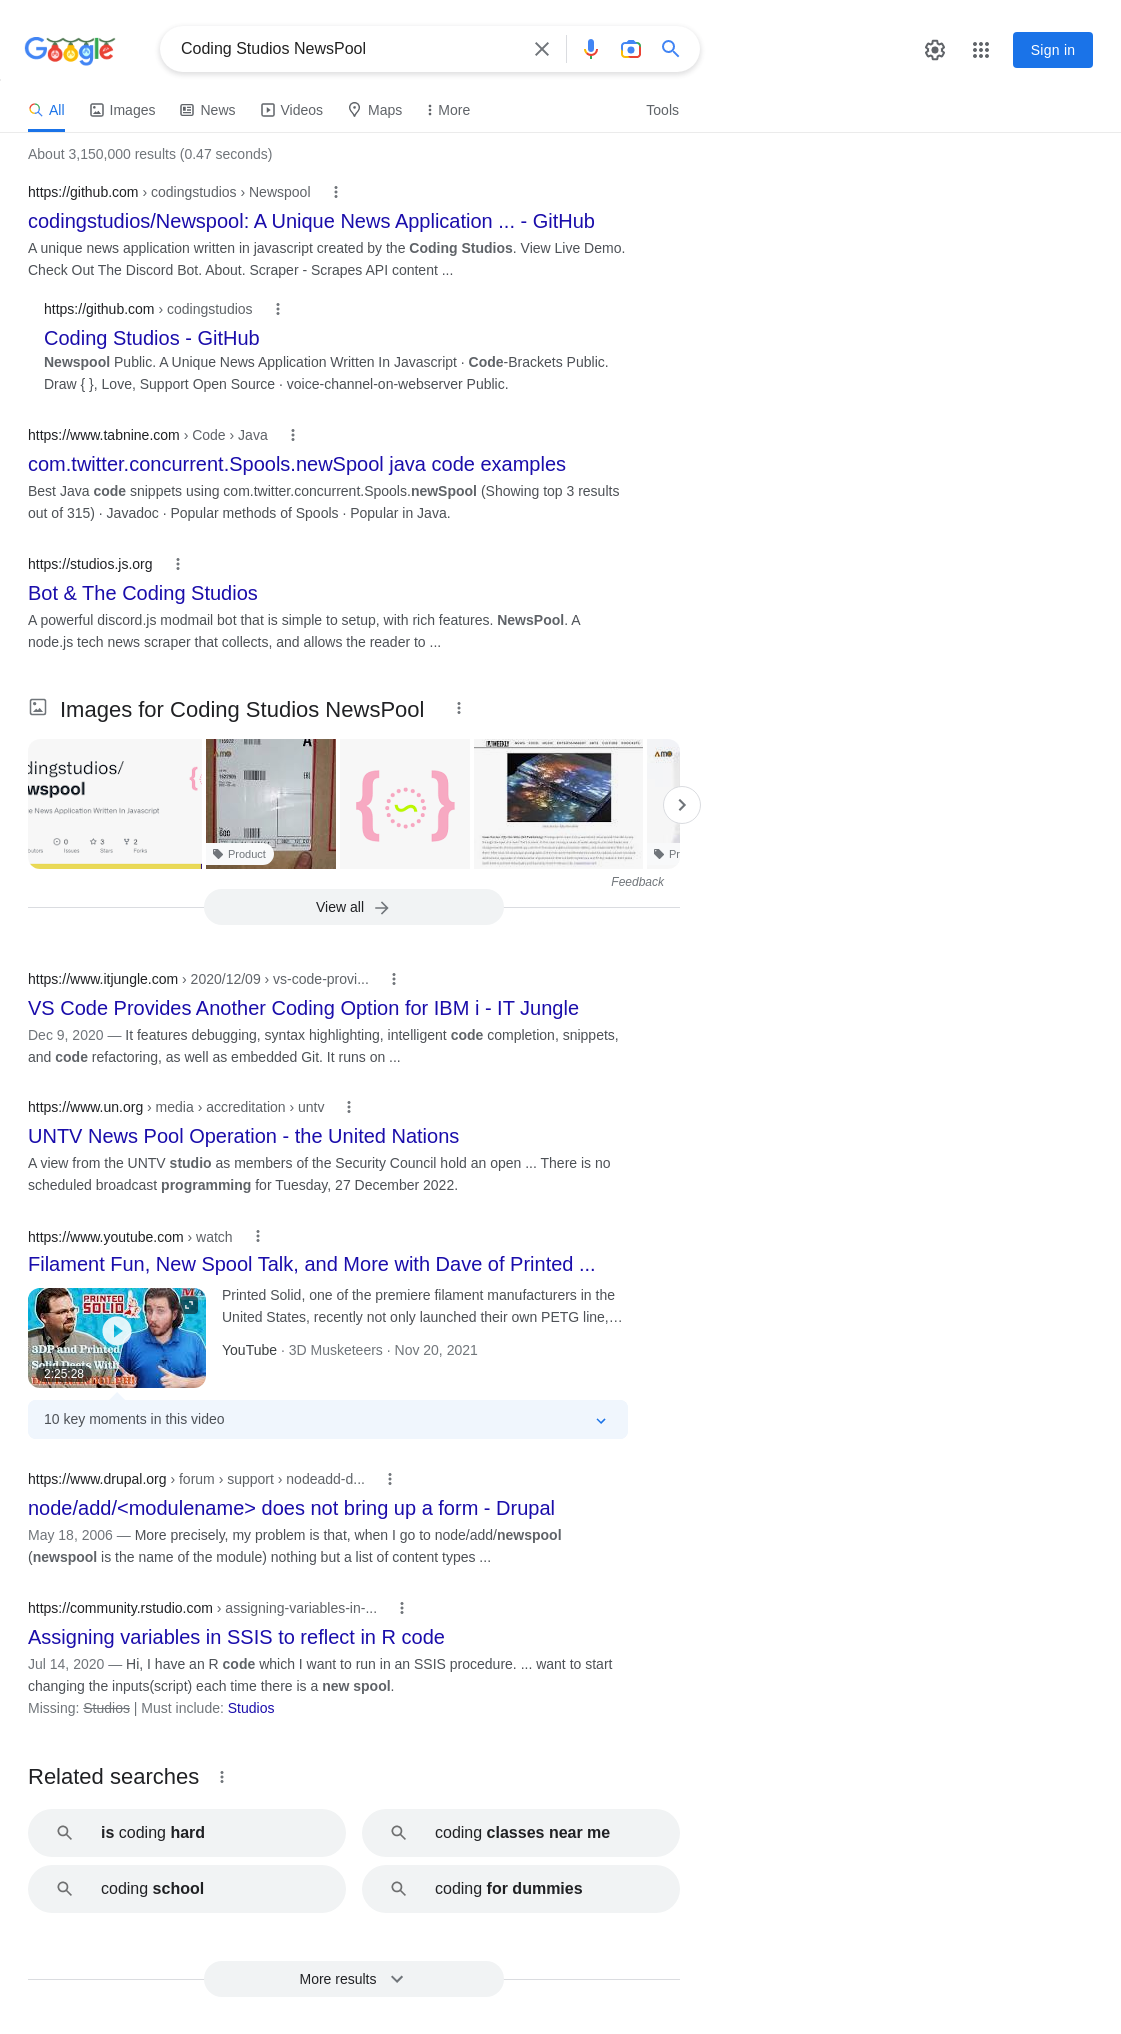 Google
Coding Studios NewsPool
Sign in
All Images News Videos Maps More Tools
About 3,150,000 results (0.47 seconds)
https://github.com › codingstudios › Newspool
codingstudios/Newspool: A Unique News Application ... - GitHub
A unique news application written in javascript created by the Coding Studios. View Live Demo.
Check Out The Discord Bot. About. Scraper - Scrapes API content ...
https://github.com › codingstudios
Coding Studios - GitHub
Newspool Public. A Unique News Application Written In Javascript · Code-Brackets Public.
Draw { }, Love, Support Open Source · voice-channel-on-webserver Public.
https://www.tabnine.com › Code › Java
com.twitter.concurrent.Spools.newSpool java code examples
Best Java code snippets using com.twitter.concurrent.Spools.newSpool (Showing top 3 results
out of 315) · Javadoc · Popular methods of Spools · Popular in Java.
https://studios.js.org
Bot & The Coding Studios
A powerful discord.js modmail bot that is simple to setup, with rich features. NewsPool. A
node.js tech news scraper that collects, and allows the reader to ...
Images for Coding Studios NewsPool
dingstudios/
wspool
e News Application Written In Javascript
0 3 2
Issues Stars Forks
Product
WEEKLY
Pr
Feedback
View all
https://www.itjungle.com › 2020/12/09 › vs-code-provi...
VS Code Provides Another Coding Option for IBM i - IT Jungle
Dec 9, 2020 — It features debugging, syntax highlighting, intelligent code completion, snippets,
and code refactoring, as well as embedded Git. It runs on ...
https://www.un.org › media › accreditation › untv
UNTV News Pool Operation - the United Nations
A view from the UNTV studio as members of the Security Council hold an open ... There is no
scheduled broadcast programming for Tuesday, 27 December 2022.
https://www.youtube.com › watch
Filament Fun, New Spool Talk, and More with Dave of Printed ...
PRINTED
SOLID
3DP and Printed
Solid Deets With
2:25:28
Printed Solid, one of the premiere filament manufacturers in the
United States, recently not only launched their own PETG line,…
YouTube · 3D Musketeers · Nov 20, 2021
10 key moments in this video
https://www.drupal.org › forum › support › nodeadd-d...
node/add/<modulename> does not bring up a form - Drupal
May 18, 2006 — More precisely, my problem is that, when I go to node/add/newspool
(newspool is the name of the module) nothing but a list of content types ...
https://community.rstudio.com › assigning-variables-in-...
Assigning variables in SSIS to reflect in R code
Jul 14, 2020 — Hi, I have an R code which I want to run in an SSIS procedure. ... want to start
changing the inputs(script) each time there is a new spool.
Missing: Studios | Must include: Studios
Related searches
is coding hard
coding classes near me
coding school
coding for dummies
More results